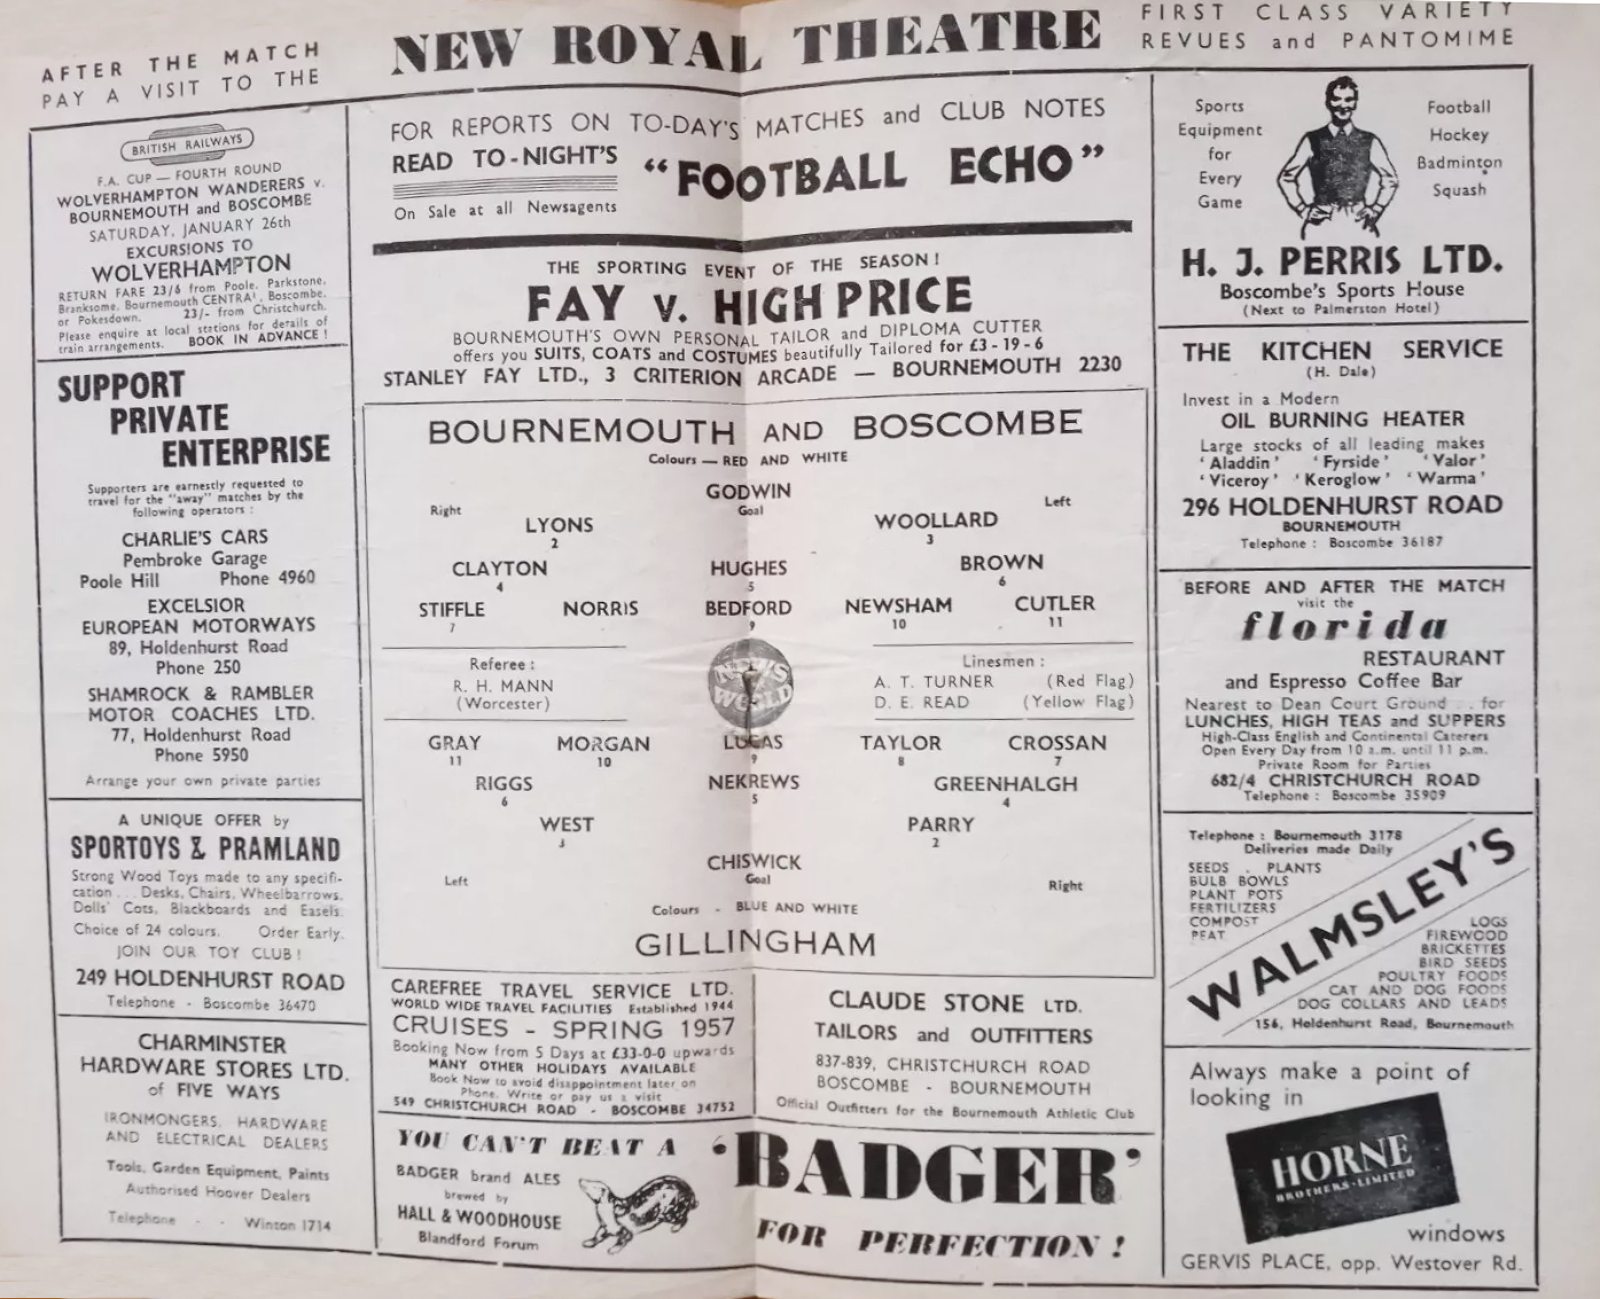 AFTER THE MATCH
PAY A VISIT TO THE
NEW ROYAL THEATRE
FIRST CLASS VARIETY
REVUES and PANTOMIME
BRITISH RAILWAYS
F.A. CUP — FOURTH ROUND
WOLVERHAMPTON WANDERERS v.
BOURNEMOUTH and BOSCOMBE
SATURDAY, JANUARY 26th
EXCURSIONS TO
WOLVERHAMPTON
RETURN FARE 23/6 from Poole, Parkstone,
Branksome, Bournemouth CENTRAL, Boscombe,
or Pokesdown. 23/- from Christchurch.
Please enquire at local stations for details of
train arrangements. BOOK IN ADVANCE!
SUPPORT
PRIVATE
ENTERPRISE
Supporters are earnestly requested to
travel for the "away" matches by the
following operators :
CHARLIE'S CARS
Pembroke Garage
Poole Hill Phone 4960
EXCELSIOR
EUROPEAN MOTORWAYS
89, Holdenhurst Road
Phone 250
SHAMROCK & RAMBLER
MOTOR COACHES LTD.
77, Holdenhurst Road
Phone 5950
Arrange your own private parties
A UNIQUE OFFER by
SPORTOYS & PRAMLAND
Strong Wood Toys made to any specifi-
cation . . . Desks, Chairs, Wheelbarrows,
Dolls' Cots, Blackboards and Easels.
Choice of 24 colours. Order Early.
JOIN OUR TOY CLUB!
249 HOLDENHURST ROAD
Telephone - Boscombe 36470
CHARMINSTER
HARDWARE STORES LTD.
of FIVE WAYS
IRONMONGERS, HARDWARE
AND ELECTRICAL DEALERS
Tools, Garden Equipment, Paints
Authorised Hoover Dealers
Telephone - - Winton 1714
FOR REPORTS ON TO-DAY'S MATCHES and CLUB NOTES
READ TO-NIGHT'S
"FOOTBALL ECHO"
On Sale at all Newsagents
THE SPORTING EVENT OF THE SEASON!
FAY v. HIGH PRICE
BOURNEMOUTH'S OWN PERSONAL TAILOR and DIPLOMA CUTTER
offers you SUITS, COATS and COSTUMES beautifully Tailored for £3-19-6
STANLEY FAY LTD., 3 CRITERION ARCADE — BOURNEMOUTH 2230
BOURNEMOUTH AND BOSCOMBE
Colours — RED AND WHITE
GODWIN
Goal
Right
Left
LYONS
2
WOOLLARD
3
CLAYTON
4
HUGHES
5
BROWN
6
STIFFLE
7
NORRIS
BEDFORD
9
NEWSHAM
10
CUTLER
11
Referee :
R. H. MANN
(Worcester)
NEWS
OF THE
WORLD
Linesmen :
A. T. TURNER (Red Flag)
D. E. READ (Yellow Flag)
GRAY
11
MORGAN
10
LUCAS
9
TAYLOR
8
CROSSAN
7
RIGGS
6
NEKREWS
5
GREENHALGH
4
WEST
3
PARRY
2
CHISWICK
Goal
Left
Right
Colours - BLUE AND WHITE
GILLINGHAM
CAREFREE TRAVEL SERVICE LTD.
WORLD WIDE TRAVEL FACILITIES Established 1944
CRUISES - SPRING 1957
Booking Now from 5 Days at £33-0-0 upwards
MANY OTHER HOLIDAYS AVAILABLE
Book Now to avoid disappointment later on
Phone, Write or pay us a visit
549 CHRISTCHURCH ROAD - BOSCOMBE 34752
CLAUDE STONE LTD.
TAILORS and OUTFITTERS
837-839, CHRISTCHURCH ROAD
BOSCOMBE - BOURNEMOUTH
Official Outfitters for the Bournemouth Athletic Club
YOU CAN'T BEAT A 'BADGER'
BADGER brand ALES
brewed by
HALL & WOODHOUSE
Blandford Forum
FOR PERFECTION!
Sports
Equipment
for
Every
Game
Football
Hockey
Badminton
Squash
H. J. PERRIS LTD.
Boscombe's Sports House
(Next to Palmerston Hotel)
THE KITCHEN SERVICE
(H. Dale)
Invest in a Modern
OIL BURNING HEATER
Large stocks of all leading makes
'Aladdin' 'Fyrside' 'Valor'
'Viceroy' 'Keroglow' 'Warma'
296 HOLDENHURST ROAD
BOURNEMOUTH
Telephone : Boscombe 36187
BEFORE AND AFTER THE MATCH
visit the
florida
RESTAURANT
and Espresso Coffee Bar
Nearest to Dean Court Ground . . for
LUNCHES, HIGH TEAS and SUPPERS
High-Class English and Continental Caterers
Open Every Day from 10 a.m. until 11 p.m.
Private Room for Parties
682/4 CHRISTCHURCH ROAD
Telephone : Boscombe 35909
Telephone : Bournemouth 3178
Deliveries made Daily
SEEDS . PLANTS
BULB BOWLS
PLANT POTS
FERTILIZERS
COMPOST
PEAT
WALMSLEY'S
LOGS
FIREWOOD
BRICKETTES
BIRD SEEDS
POULTRY FOODS
CAT AND DOG FOODS
DOG COLLARS AND LEADS
156, Holdenhurst Road, Bournemouth
Always make a point of
looking in
HORNE
BROTHERS · LIMITED
windows
GERVIS PLACE, opp. Westover Rd.